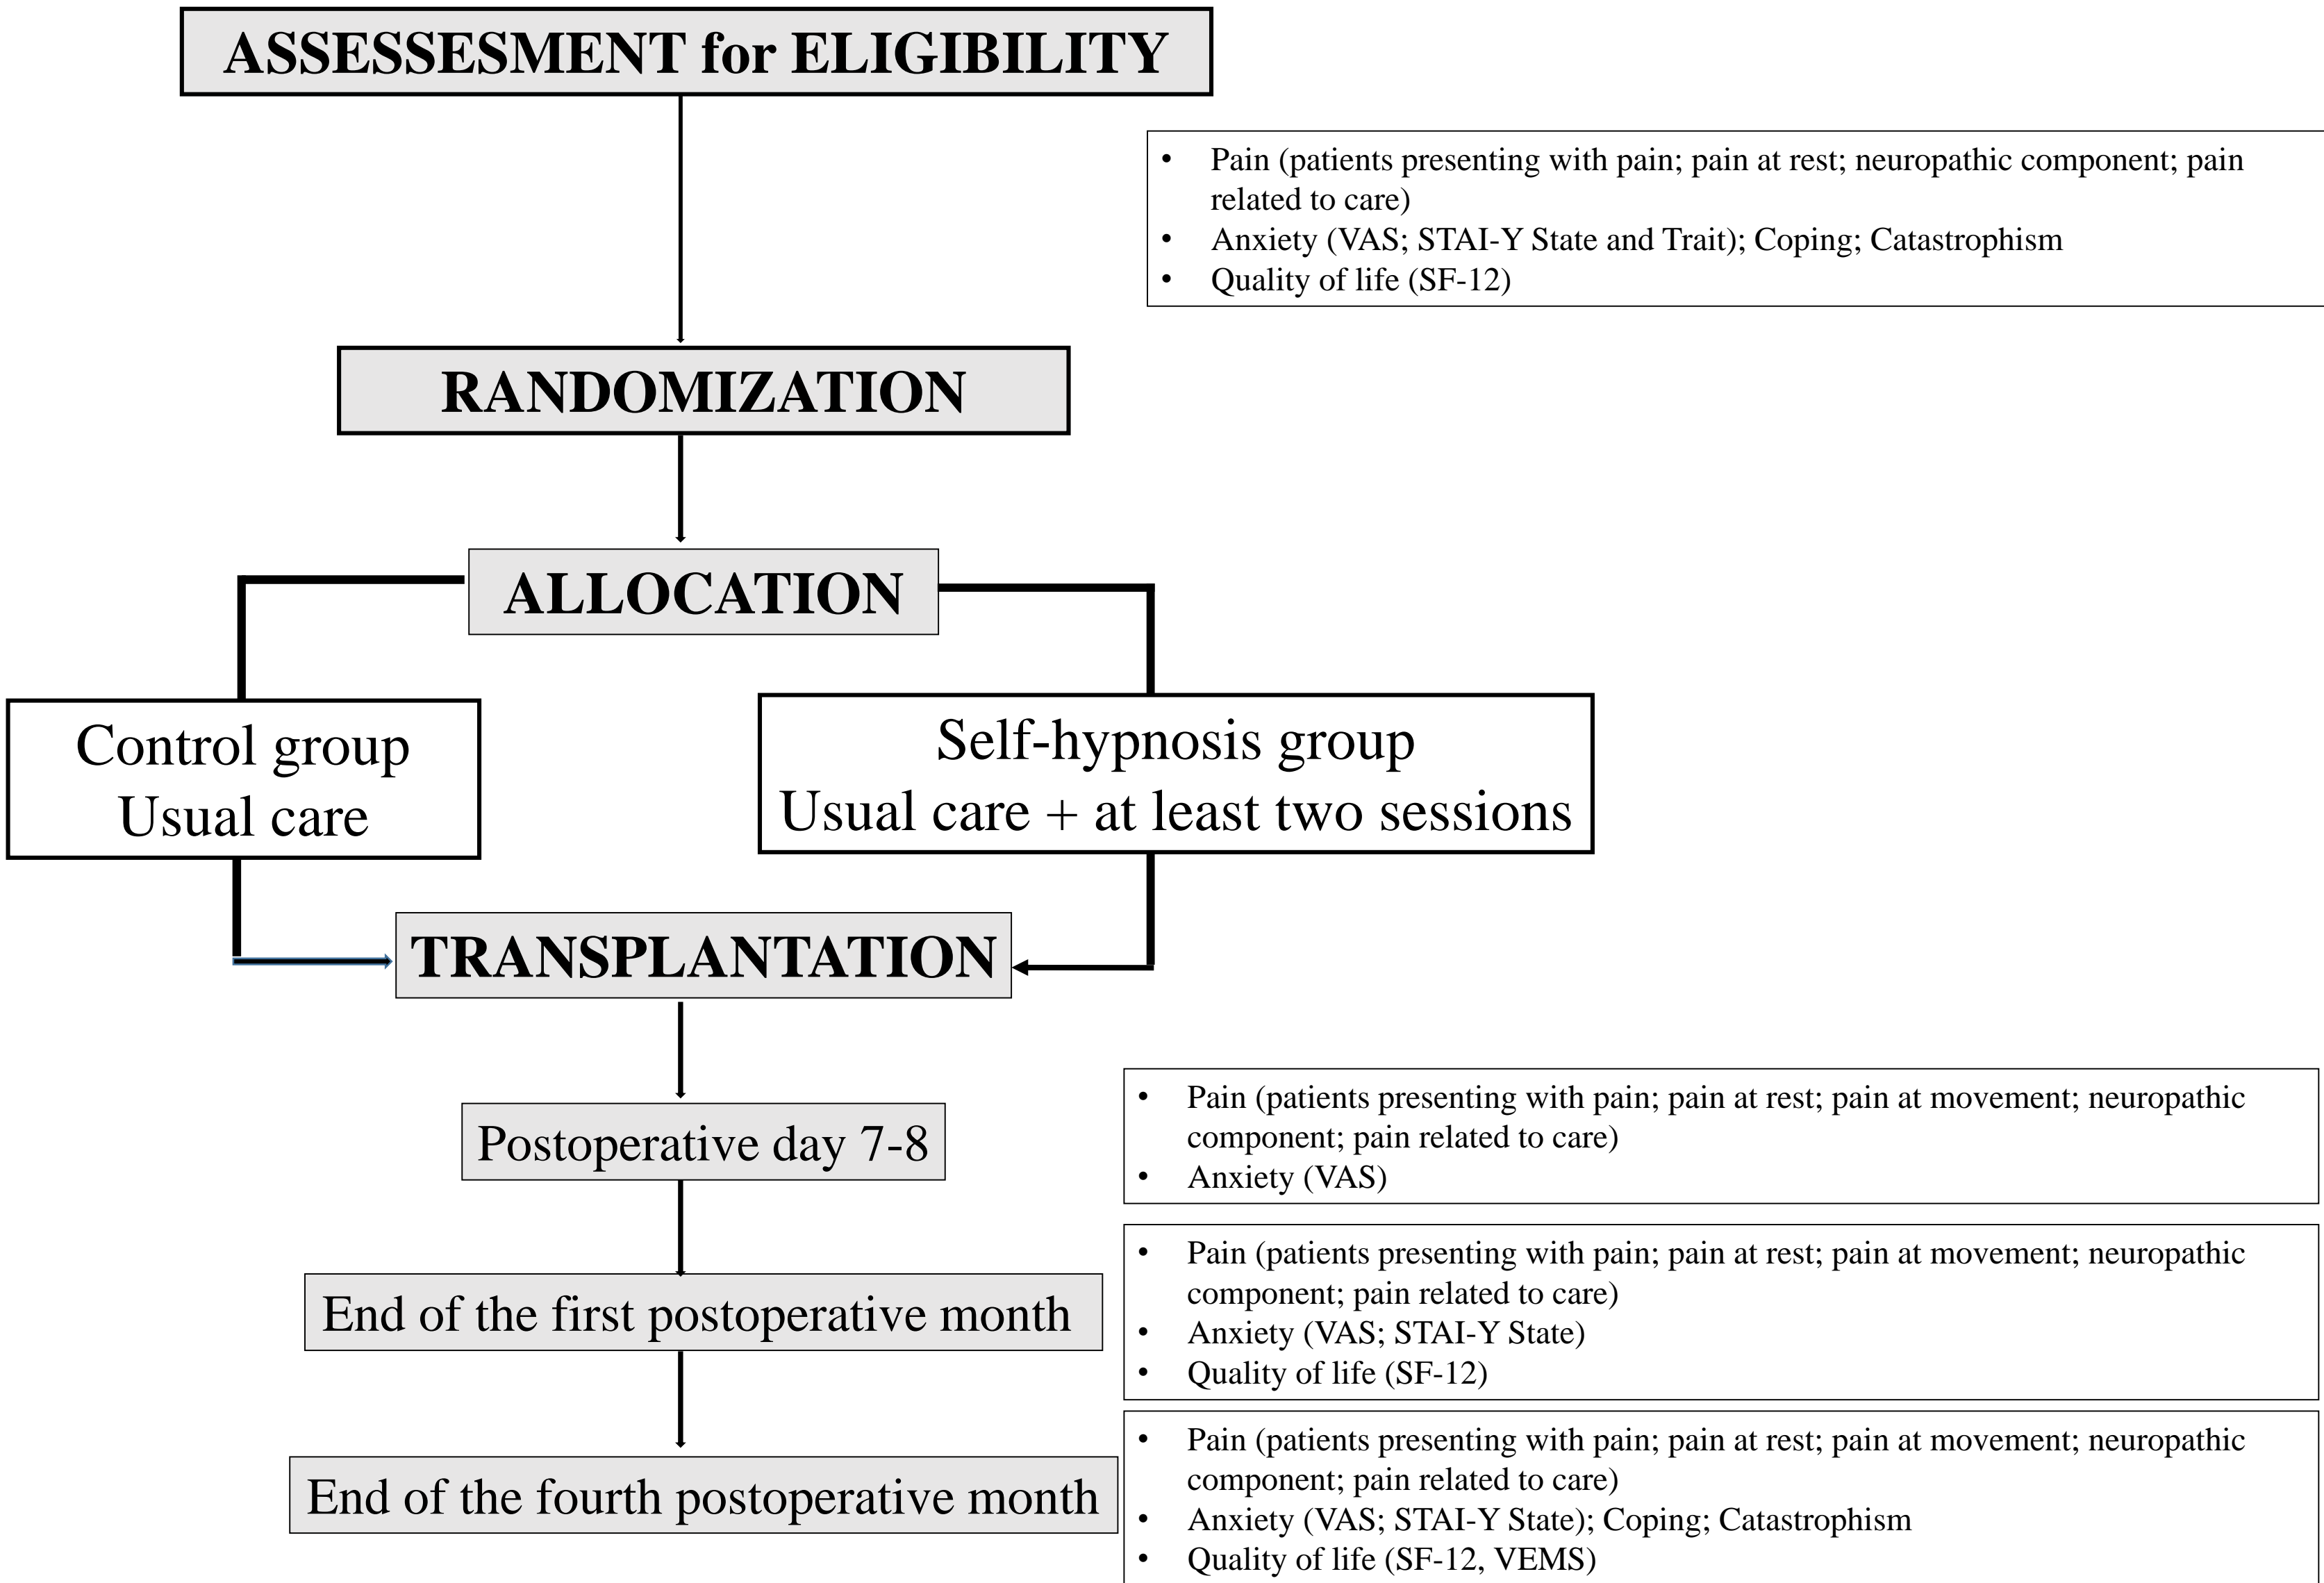 ASSESSESMENT for ELIGIBILITY
• Pain (patients presenting with pain; pain at rest; neuropathic component; pain
related to care)
• Anxiety (VAS; STAI-Y State and Trait); Coping; Catastrophism
• Quality of life (SF-12)
RANDOMIZATION
ALLOCATION
Control group
Usual care
Self-hypnosis group
Usual care + at least two sessions
TRANSPLANTATION
Postoperative day 7-8
• Pain (patients presenting with pain; pain at rest; pain at movement; neuropathic
component; pain related to care)
• Anxiety (VAS)
End of the first postoperative month
• Pain (patients presenting with pain; pain at rest; pain at movement; neuropathic
component; pain related to care)
• Anxiety (VAS; STAI-Y State)
• Quality of life (SF-12)
End of the fourth postoperative month
• Pain (patients presenting with pain; pain at rest; pain at movement; neuropathic
component; pain related to care)
• Anxiety (VAS; STAI-Y State); Coping; Catastrophism
• Quality of life (SF-12, VEMS)